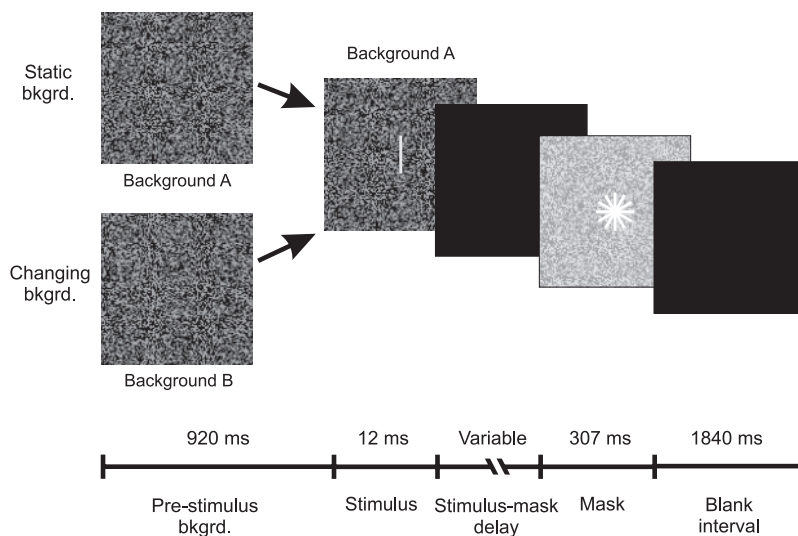 Static
bkgrd.
Background A
Background A
Changing
bkgrd.
Background B
920 ms
12 ms
Variable
307 ms
1840 ms
Pre-stimulus
bkgrd.
Stimulus
Stimulus-mask
delay
Mask
Blank
interval